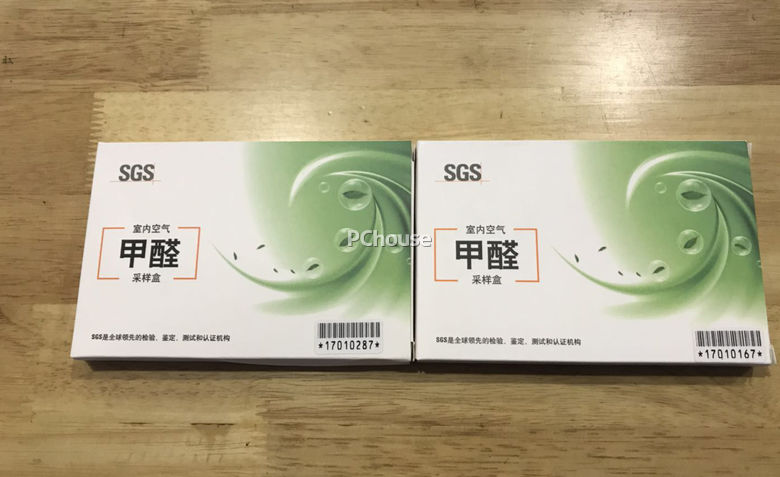 SGS
室内空气
甲醛
采样盒
SGS是全球领先的检验、鉴定、测试和认证机构
*17010287*
PChouse
SGS
室内空气
甲醛
采样盒
SGS是全球领先的检验、鉴定、测试和认证机构
*17010167*